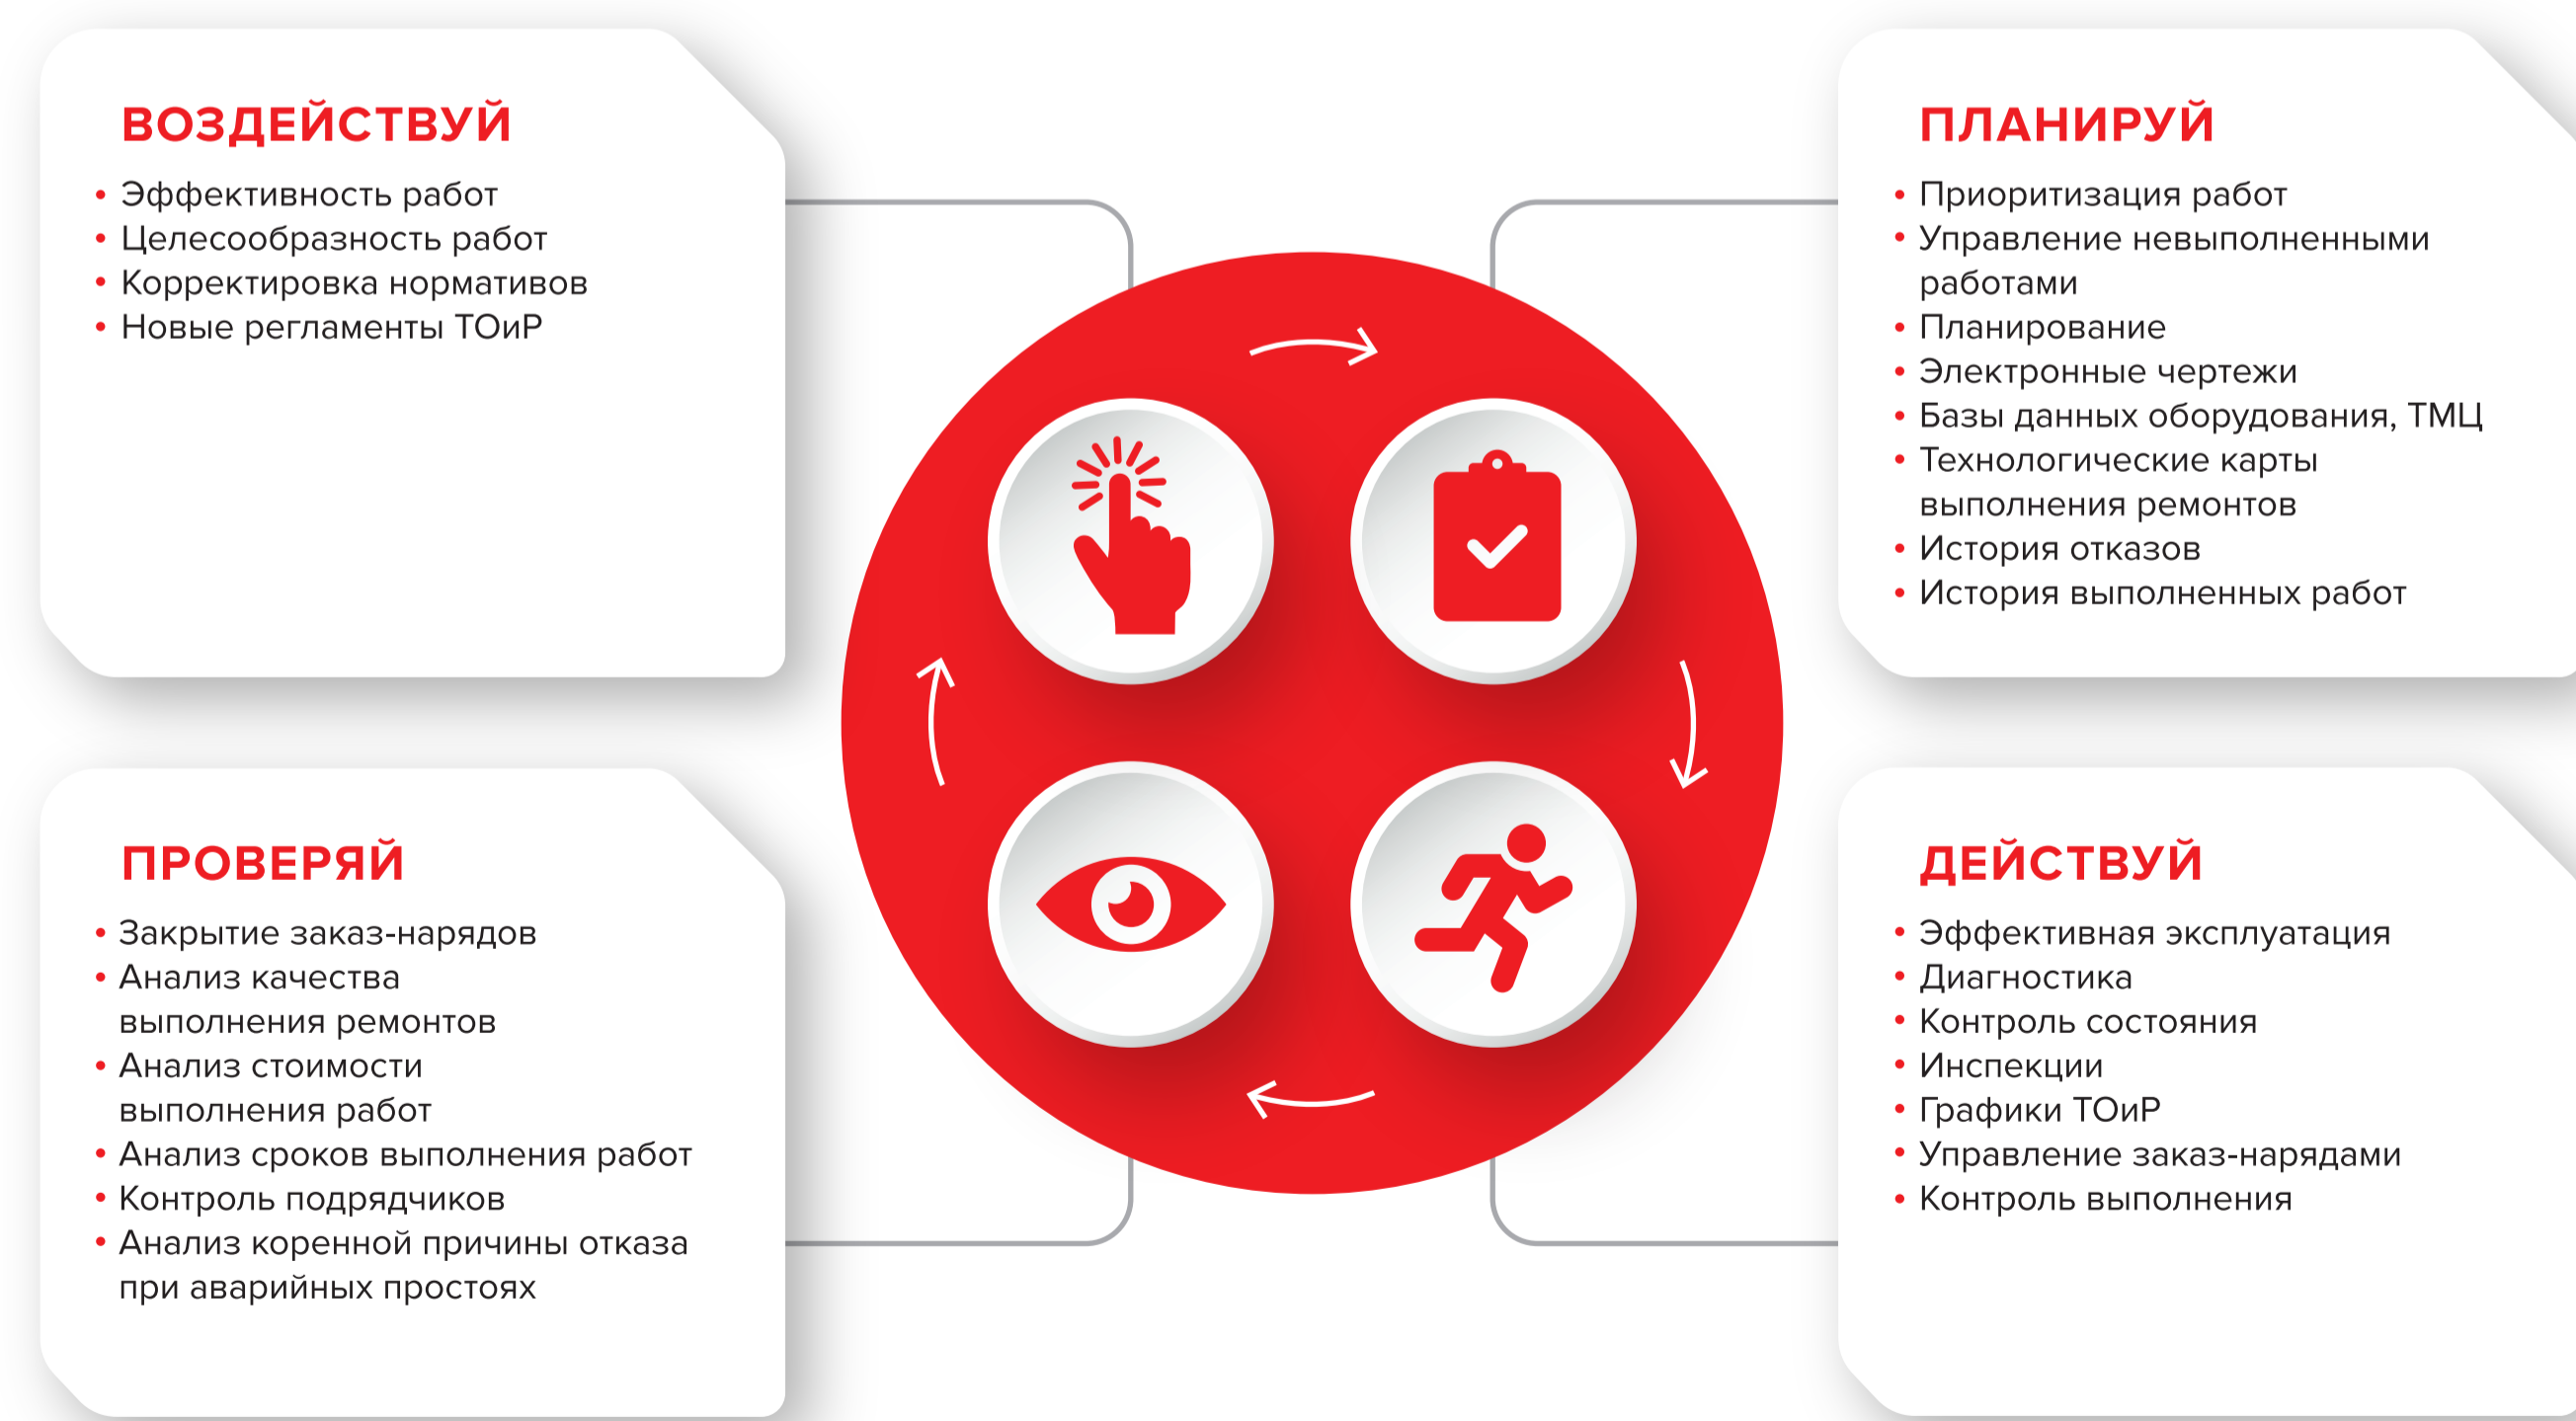 ВОЗДЕЙСТВУЙ
• Эффективность работ
• Целесообразность работ
• Корректировка нормативов
• Новые регламенты ТОиР
ПЛАНИРУЙ
• Приоритизация работ
• Управление невыполненными
работами
• Планирование
• Электронные чертежи
• Базы данных оборудования, ТМЦ
• Технологические карты
выполнения ремонтов
• История отказов
• История выполненных работ
ПРОВЕРЯЙ
• Закрытие заказ-нарядов
• Анализ качества
выполнения ремонтов
• Анализ стоимости
выполнения работ
• Анализ сроков выполнения работ
• Контроль подрядчиков
• Анализ коренной причины отказа
при аварийных простоях
ДЕЙСТВУЙ
• Эффективная эксплуатация
• Диагностика
• Контроль состояния
• Инспекции
• Графики ТОиР
• Управление заказ-нарядами
• Контроль выполнения